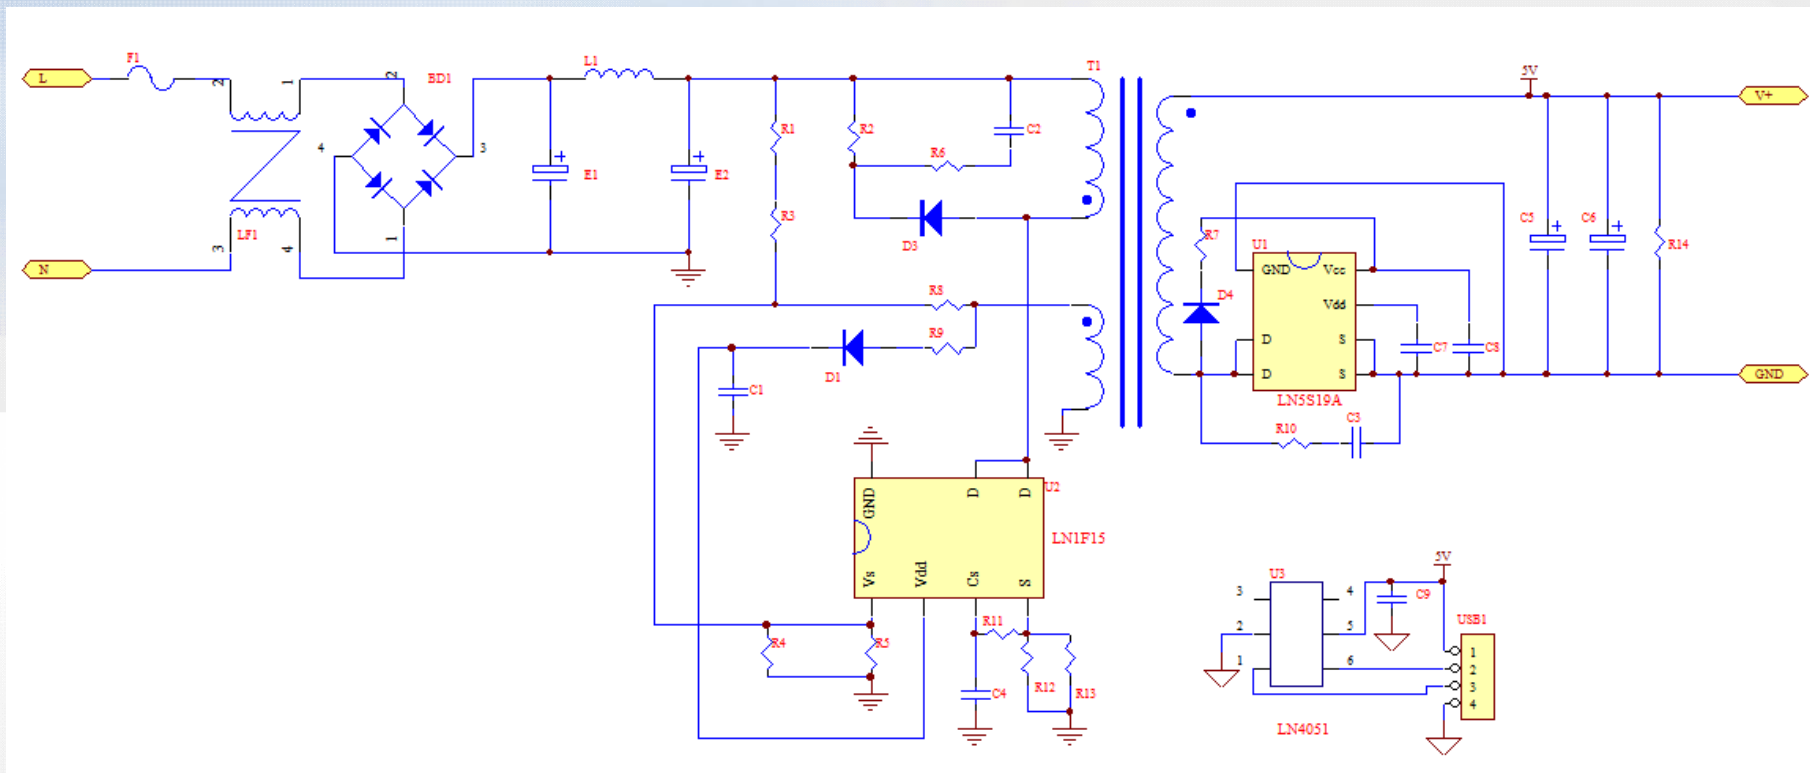 L
F1
2
1
2
BD1
4
3
1
LF1
3
4
N
L1
E1
E2
R1
R3
R2
R6
C2
D3
T1
R8
R9
D1
C1
GND
D
D
U2
LN1F15
Vs
Vdd
Cs
S
R4
R5
R11
C4
R12
R13
5V
V+
R7
D4
U1
GND
Vcc
Vdd
D
S
D
S
LN5S19A
C7
C8
R10
C3
C5
C6
R14
GND
5V
U3
3
4
2
5
1
6
C9
USB1
1
2
3
4
LN4051